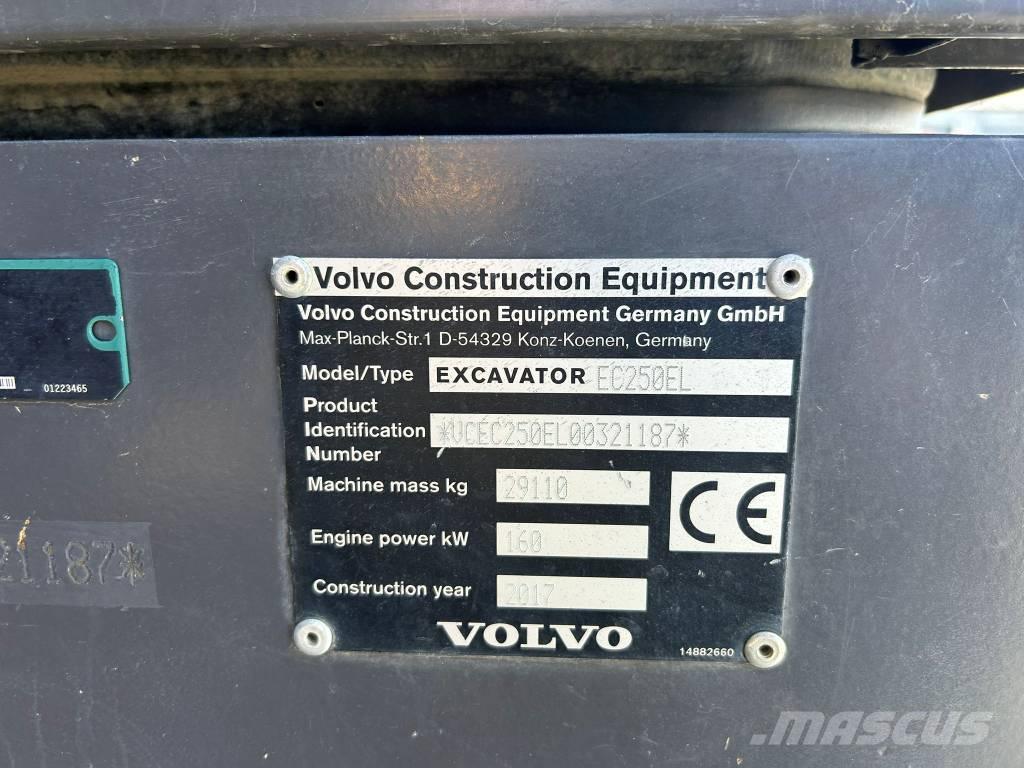 Volvo Construction Equipment
Volvo Construction Equipment Germany GmbH
Max-Planck-Str.1 D-54329 Konz-Koenen, Germany
Model/Type EXCAVATOR EC250EL
Product
Identification *VCEC250EL00321187*
Number
Machine mass kg 29110
CE
Engine power kW 160
Construction year 2017
VOLVO
14882660
01223465
21187*
MASCUS